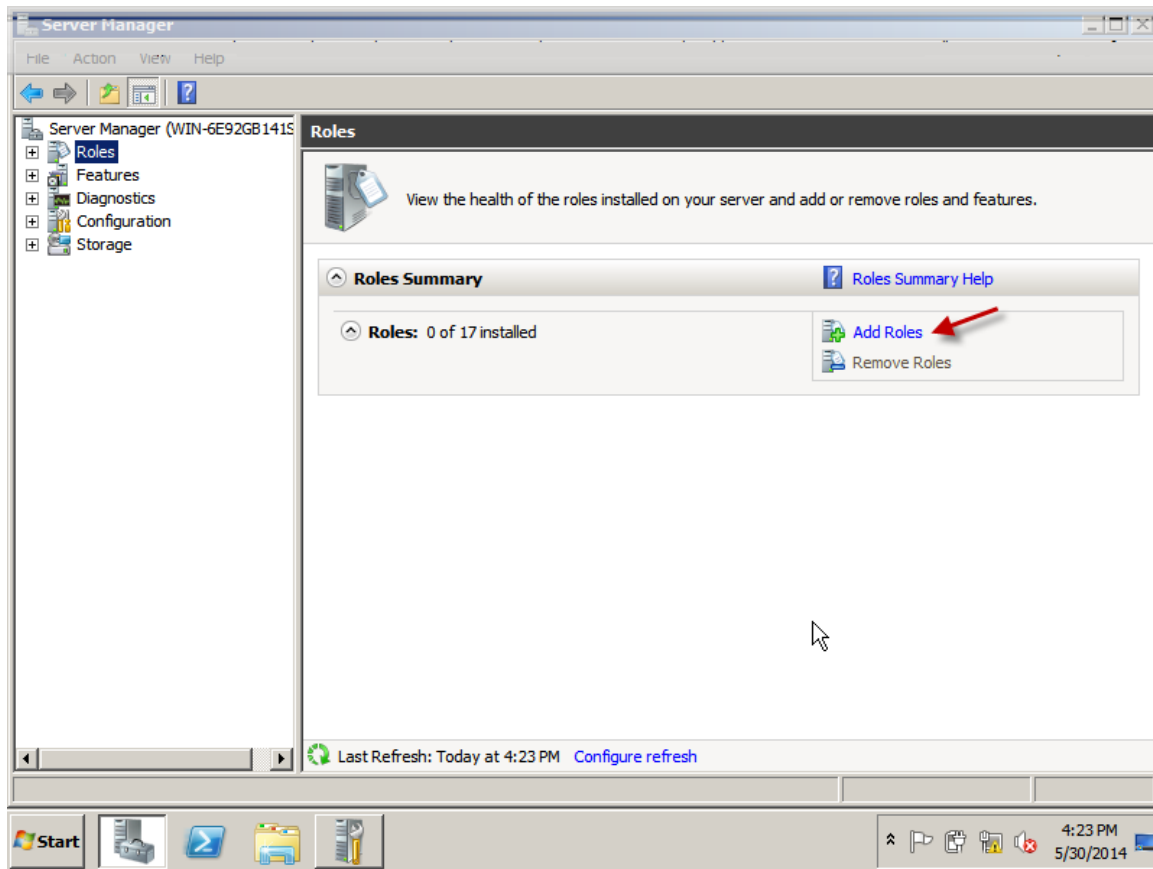 Server Manager
File Action View Help
Server Manager (WIN-6E92GB141S
Roles
Features
Diagnostics
Configuration
Storage
Roles
View the health of the roles installed on your server and add or remove roles and features.
Roles Summary
Roles Summary Help
Roles: 0 of 17 installed
Add Roles
Remove Roles
Last Refresh: Today at 4:23 PM Configure refresh
Start
4:23 PM
5/30/2014